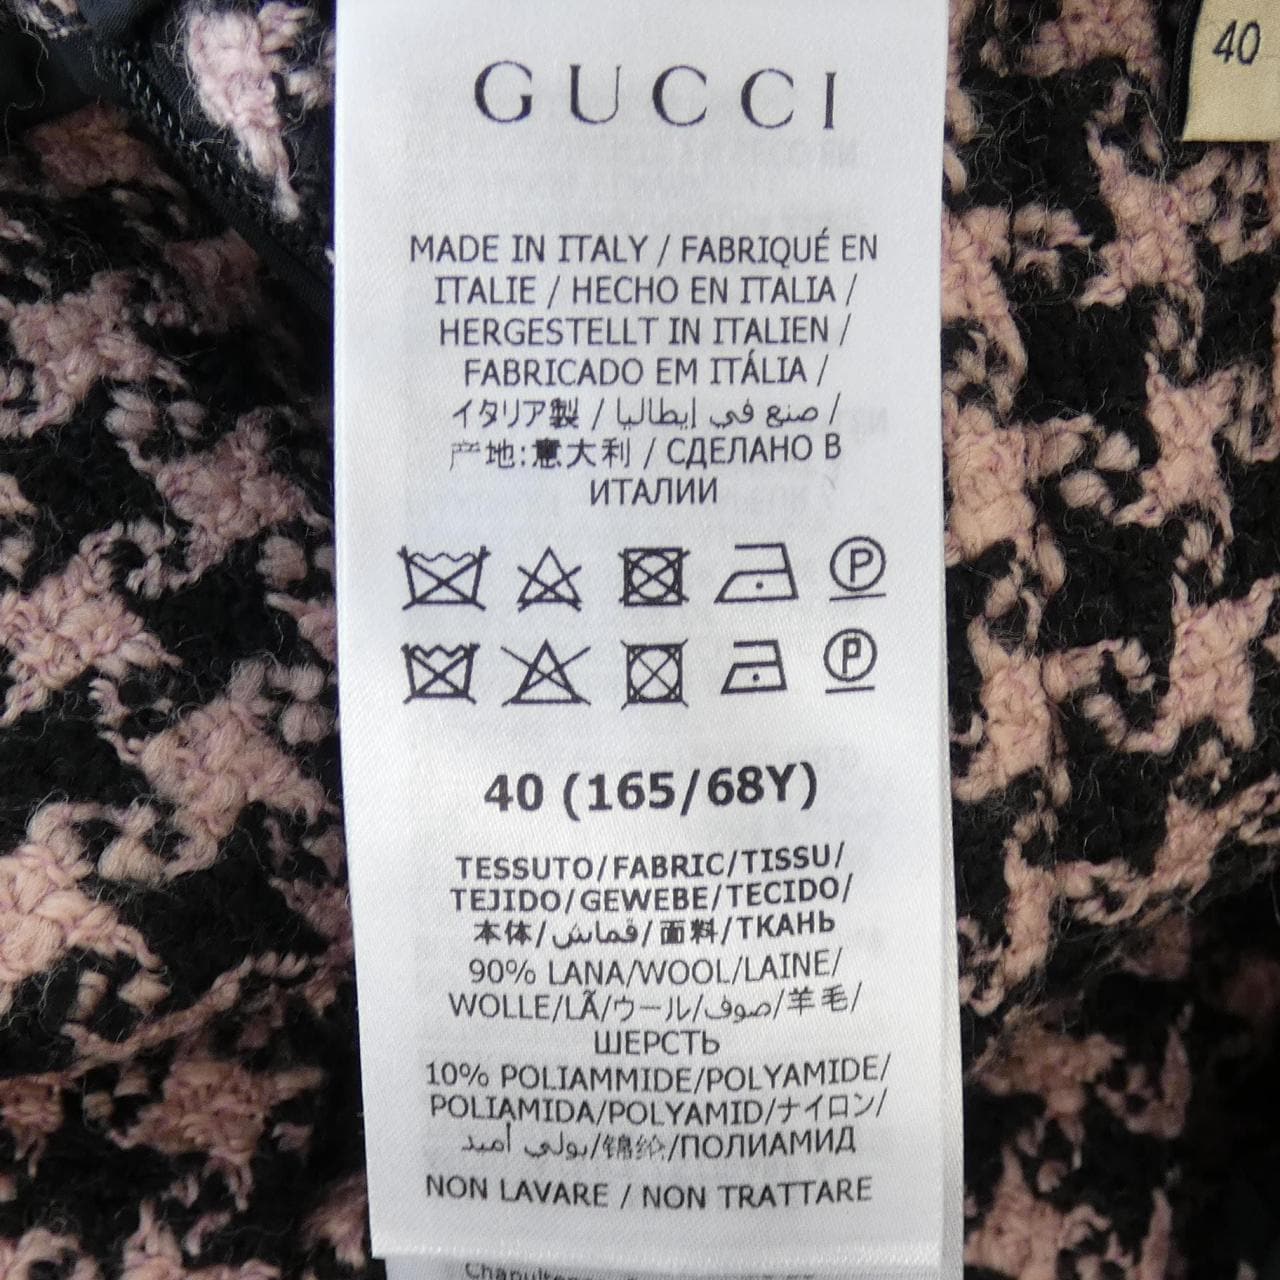 40
GUCCI
MADE IN ITALY / FABRIQUÉ EN
ITALIE / HECHO EN ITALIA /
HERGESTELLT IN ITALIEN /
FABRICADO EM ITÁLIA /
イタリア製 / صنع في إيطاليا /
产地:意大利 / СДЕЛАНО В
ИТАЛИИ
P
P
40 (165/68Y)
TESSUTO/FABRIC/TISSU/
TEJIDO/GEWEBE/TECIDO/
本体/قماش/面料/ТКАНЬ
90% LANA/WOOL/LAINE/
WOLLE/LÃ/ウール/صوف/羊毛/
ШЕРСТЬ
10% POLIAMMIDE/POLYAMIDE/
POLIAMIDA/POLYAMID/ナイロン/
بولي أميد/锦纶/ПОЛИАМИД
NON LAVARE / NON TRATTARE